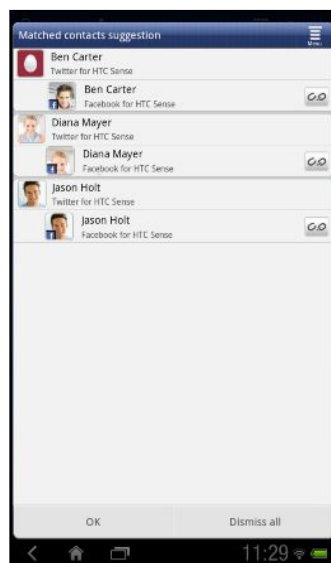 Matched contacts suggestion
Menu
Ben Carter
Twitter for HTC Sense
Ben Carter
Facebook for HTC Sense
Diana Mayer
Twitter for HTC Sense
Diana Mayer
Facebook for HTC Sense
Jason Holt
Twitter for HTC Sense
Jason Holt
Facebook for HTC Sense
OK
Dismiss all
11:29